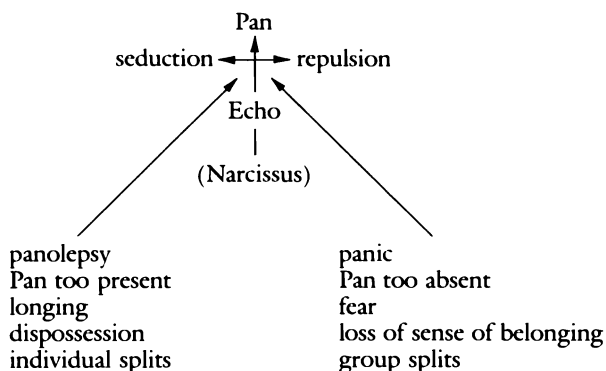 Pan
seduction repulsion
Echo
(Narcissus)
panolepsy
Pan too present
longing
dispossession
individual splits
panic
Pan too absent
fear
loss of sense of belonging
group splits